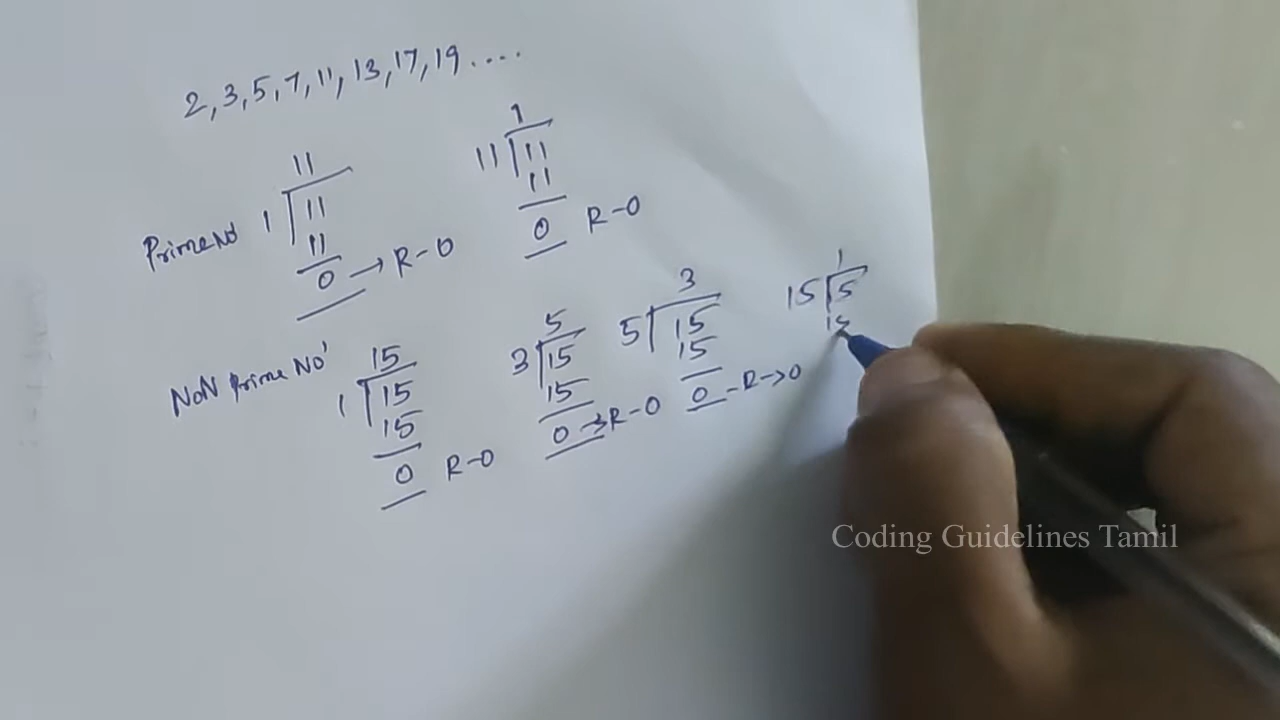 2, 3, 5, 7, 11, 13, 17, 19 ....
Prime No
11
1 11
11
0 → R-0
1
11 11
11
0 R-0
NoN Prime No'
15
1 15
15
0 R-0
5
3 15
15
0 → R-0
3
5 15
15
0 - R → 0
1
15 5
15
Coding Guidelines Tamil